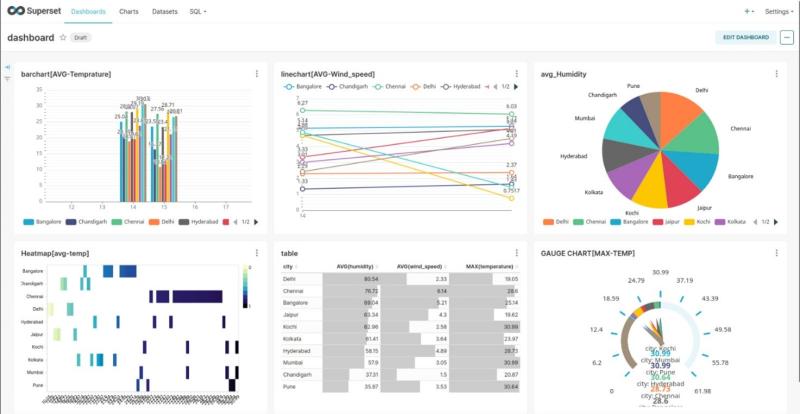 Superset Dashboards Charts Datasets SQL Settings
dashboard Draft EDIT DASHBOARD
barchart[AVG-Temprature]
35
30
25
20
15
10
5
0
12 13 14 15 16 17
Bangalore Chandigarh Chennai Delhi Hyderabad 1/2
linechart[AVG-Wind_speed]
Bangalore Chandigarh Chennai Delhi Hyderabad 1/2
7
6.27
6.03
2.37
0.7517
14
avg_Humidity
Pune
Delhi
Chandigarh
Mumbai
Chennai
Hyderabad
Bangalore
Kolkata
Kochi
Jaipur
Delhi Chennai Bangalore Jaipur Kochi Kolkata 1/2
Heatmap[avg-temp]
Bangalore
Chandigarh
Chennai
Delhi
Hyderabad
Jaipur
Kochi
Kolkata
Mumbai
Pune
0
1
table
city AVG(humidity) AVG(wind_speed) MAX(temperature)
Delhi 80.54 2.33 19.05
Chennai 76.72 6.14 28.6
Bangalore 69.04 5.21 25.14
Jaipur 63.34 4.3 19.62
Kochi 62.96 2.58 30.99
Kolkata 61.41 3.64 23.97
Hyderabad 58.15 4.89 28.73
Mumbai 57.9 3.05 30.99
Chandigarh 37.31 1.5 20.87
Pune 35.87 3.53 30.64
GAUGE CHART[MAX-TEMP]
30.99
24.79 37.19
18.59 43.39
12.4 49.58
6.2 55.78
0 61.98
city: Kochi
30.99
city: Mumbai
30.99
city: Pune
30.64
city: Hyderabad
28.73
city: Chennai
28.6